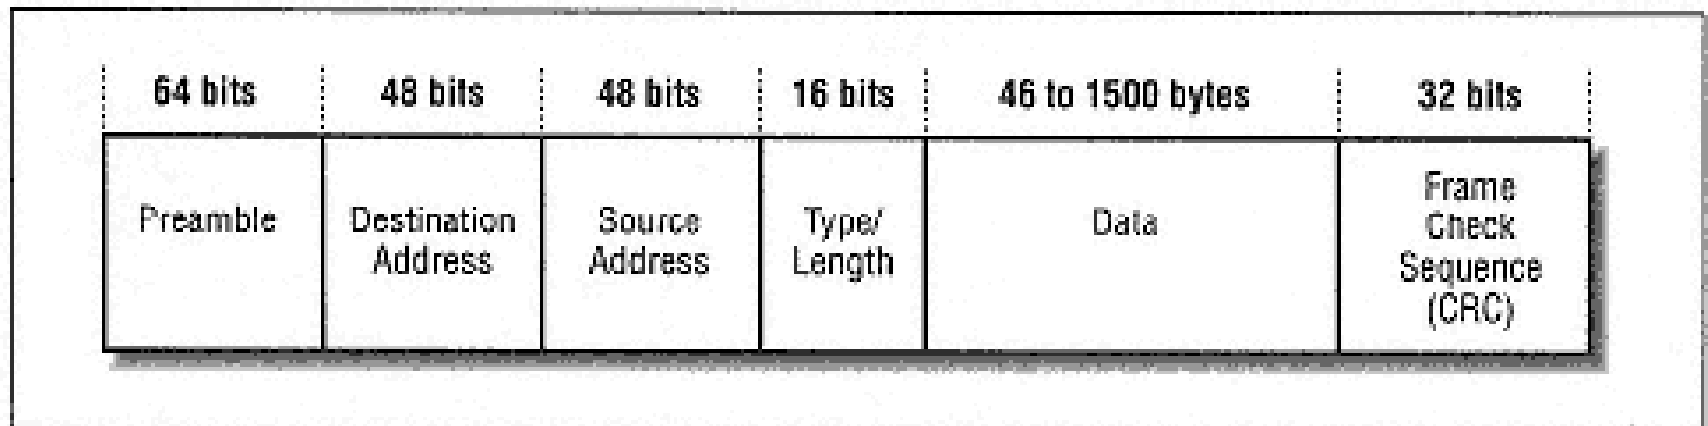 64 bits 48 bits 48 bits 16 bits 46 to 1500 bytes 32 bits
Preamble
Destination
Address
Source
Address
Type/
Length
Data
Frame
Check
Sequence
(CRC)